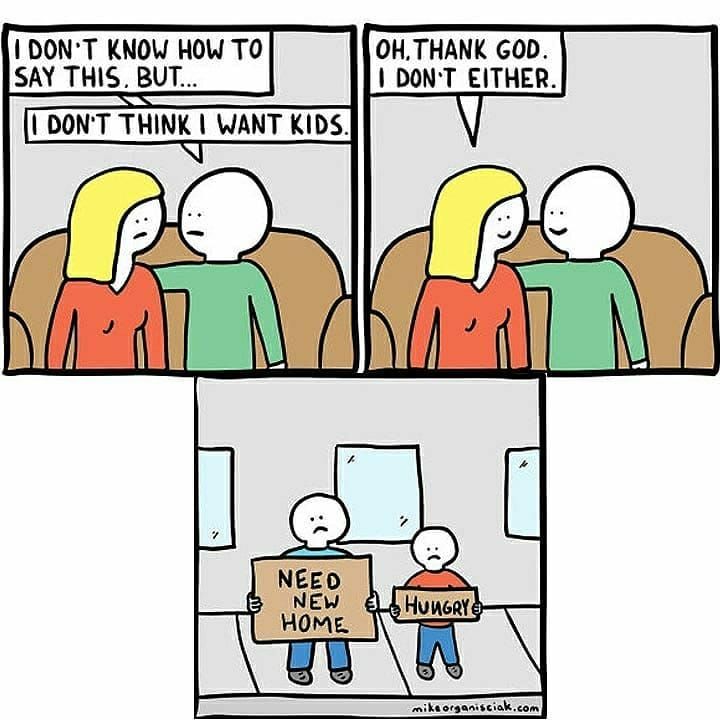 I DON'T KNOW HOW TO
SAY THIS, BUT...
I DON'T THINK I WANT KIDS.
OH, THANK GOD.
I DON'T EITHER.
NEED
NEW
HOME
HUNGRY
mikeorganisciak.com